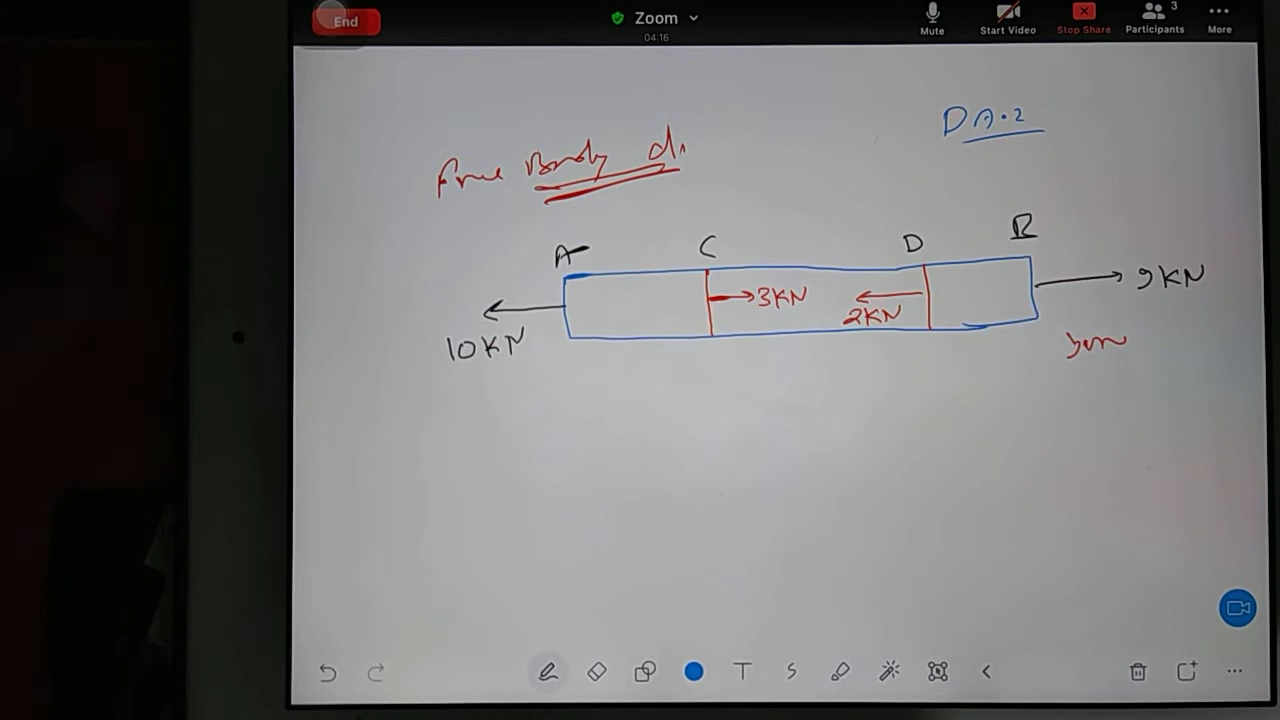 End
Zoom
04:16
Mute
Start Video
Stop Share
3
Participants
More
DA.2
Free Body di
A C D B
10KN
3KN
2KN
9KN
T S